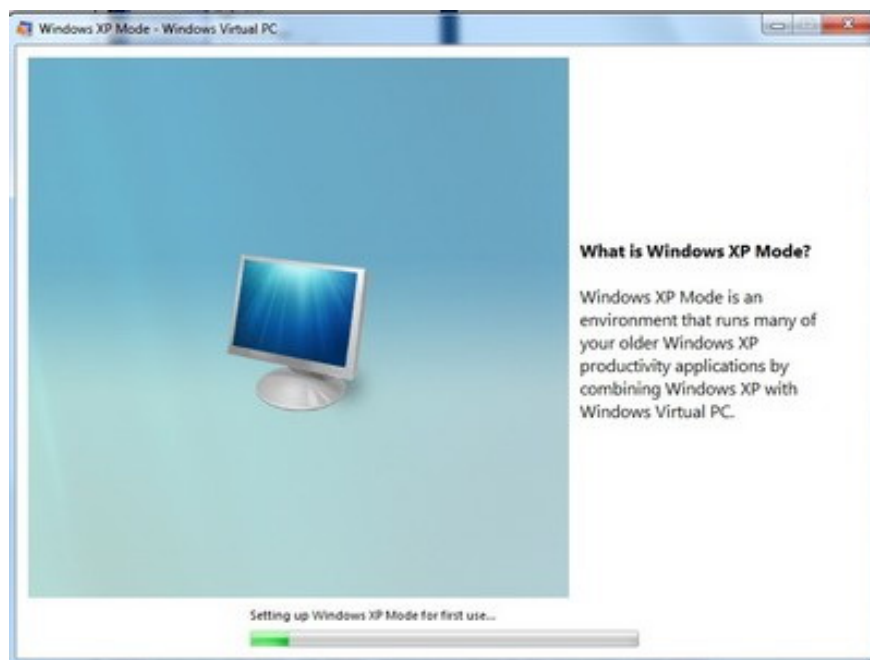 Windows XP Mode - Windows Virtual PC
What is Windows XP Mode?
Windows XP Mode is an
environment that runs many of
your older Windows XP
productivity applications by
combining Windows XP with
Windows Virtual PC.
Setting up Windows XP Mode for first use...